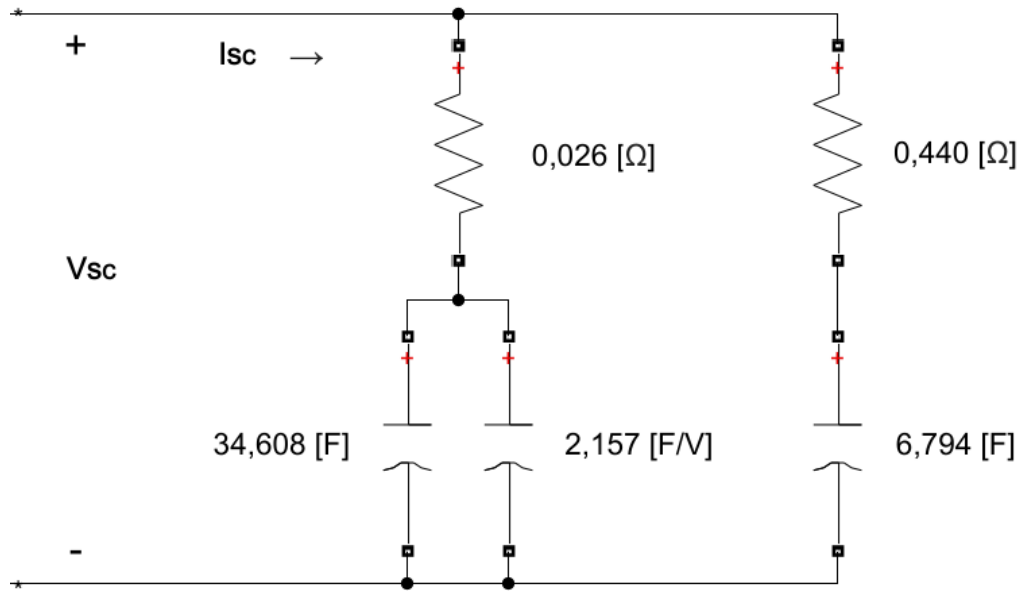 +
Isc →
0,026 [Ω]
0,440 [Ω]
Vsc
34,608 [F]
2,157 [F/V]
6,794 [F]
-